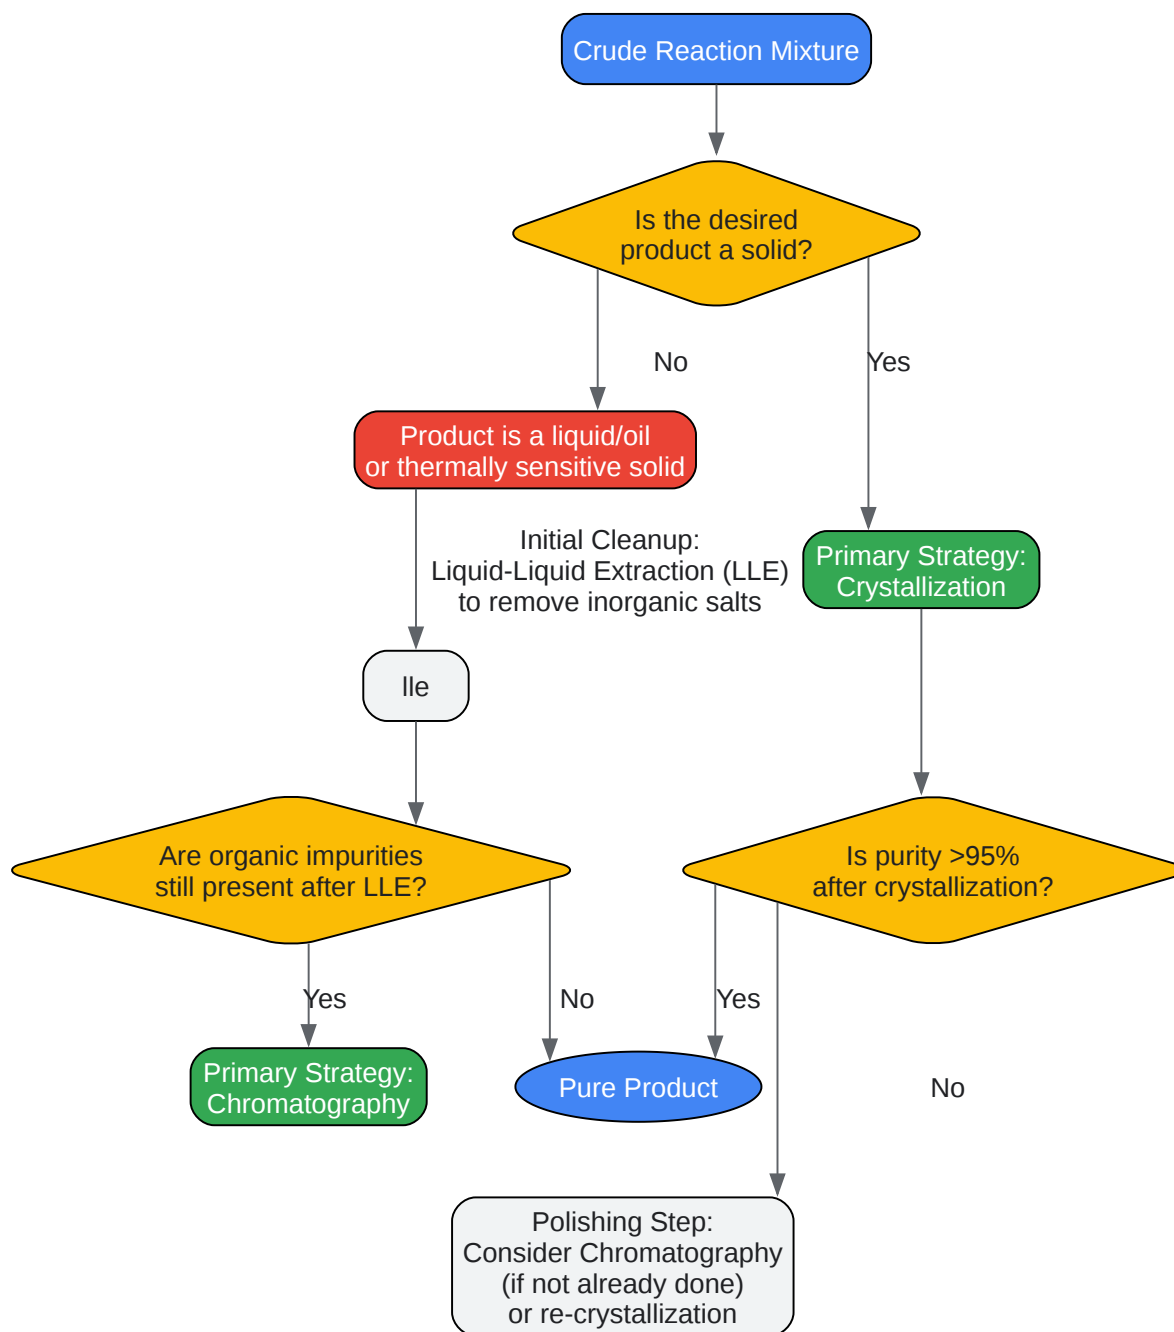 Crude Reaction Mixture
Is the desired
product a solid?
No
Yes
Product is a liquid/oil
or thermally sensitive solid
Initial Cleanup:
Liquid-Liquid Extraction (LLE)
to remove inorganic salts
Primary Strategy:
Crystallization
lle
Are organic impurities
still present after LLE?
Is purity >95%
after crystallization?
Yes
No
Yes
No
Primary Strategy:
Chromatography
Pure Product
Polishing Step:
Consider Chromatography
(if not already done)
or re-crystallization